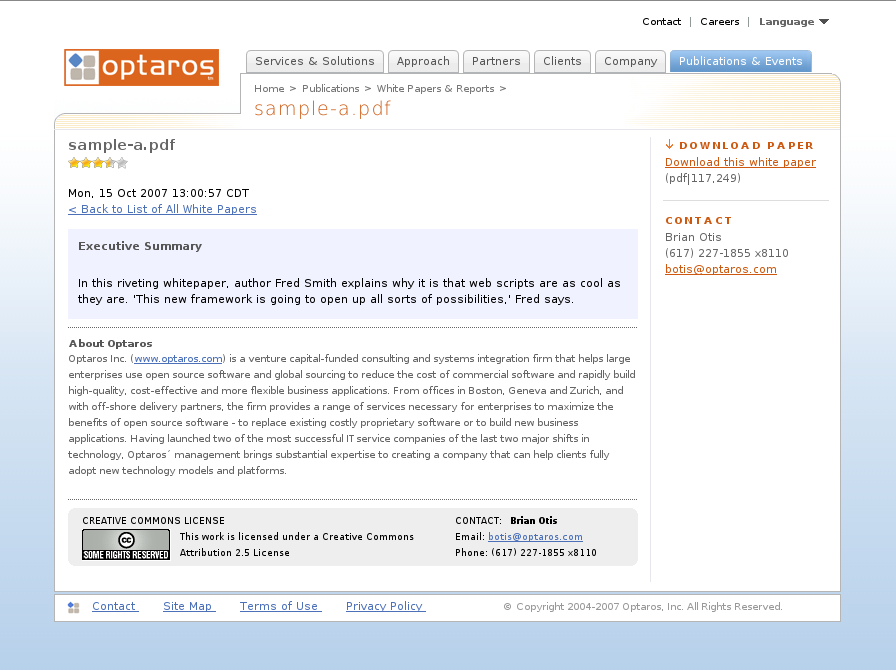 Contact | Careers | Language
optaros
Services & Solutions Approach Partners Clients Company Publications & Events
Home > Publications > White Papers & Reports >
sample-a.pdf
sample-a.pdf
Mon, 15 Oct 2007 13:00:57 CDT
< Back to List of All White Papers
Executive Summary
In this riveting whitepaper, author Fred Smith explains why it is that web scripts are as cool as
they are. 'This new framework is going to open up all sorts of possibilities,' Fred says.
About Optaros
Optaros Inc. (www.optaros.com) is a venture capital-funded consulting and systems integration firm that helps large
enterprises use open source software and global sourcing to reduce the cost of commercial software and rapidly build
high-quality, cost-effective and more flexible business applications. From offices in Boston, Geneva and Zurich, and
with off-shore delivery partners, the firm provides a range of services necessary for enterprises to maximize the
benefits of open source software - to replace existing costly proprietary software or to build new business
applications. Having launched two of the most successful IT service companies of the last two major shifts in
technology, Optaros´ management brings substantial expertise to creating a company that can help clients fully
adopt new technology models and platforms.
CREATIVE COMMONS LICENSE
cc
SOME RIGHTS RESERVED
This work is licensed under a Creative Commons
Attribution 2.5 License
CONTACT: Brian Otis
Email: botis@optaros.com
Phone: (617) 227-1855 x8110
DOWNLOAD PAPER
Download this white paper
(pdf|117,249)
CONTACT
Brian Otis
(617) 227-1855 x8110
botis@optaros.com
Contact Site Map Terms of Use Privacy Policy © Copyright 2004-2007 Optaros, Inc. All Rights Reserved.